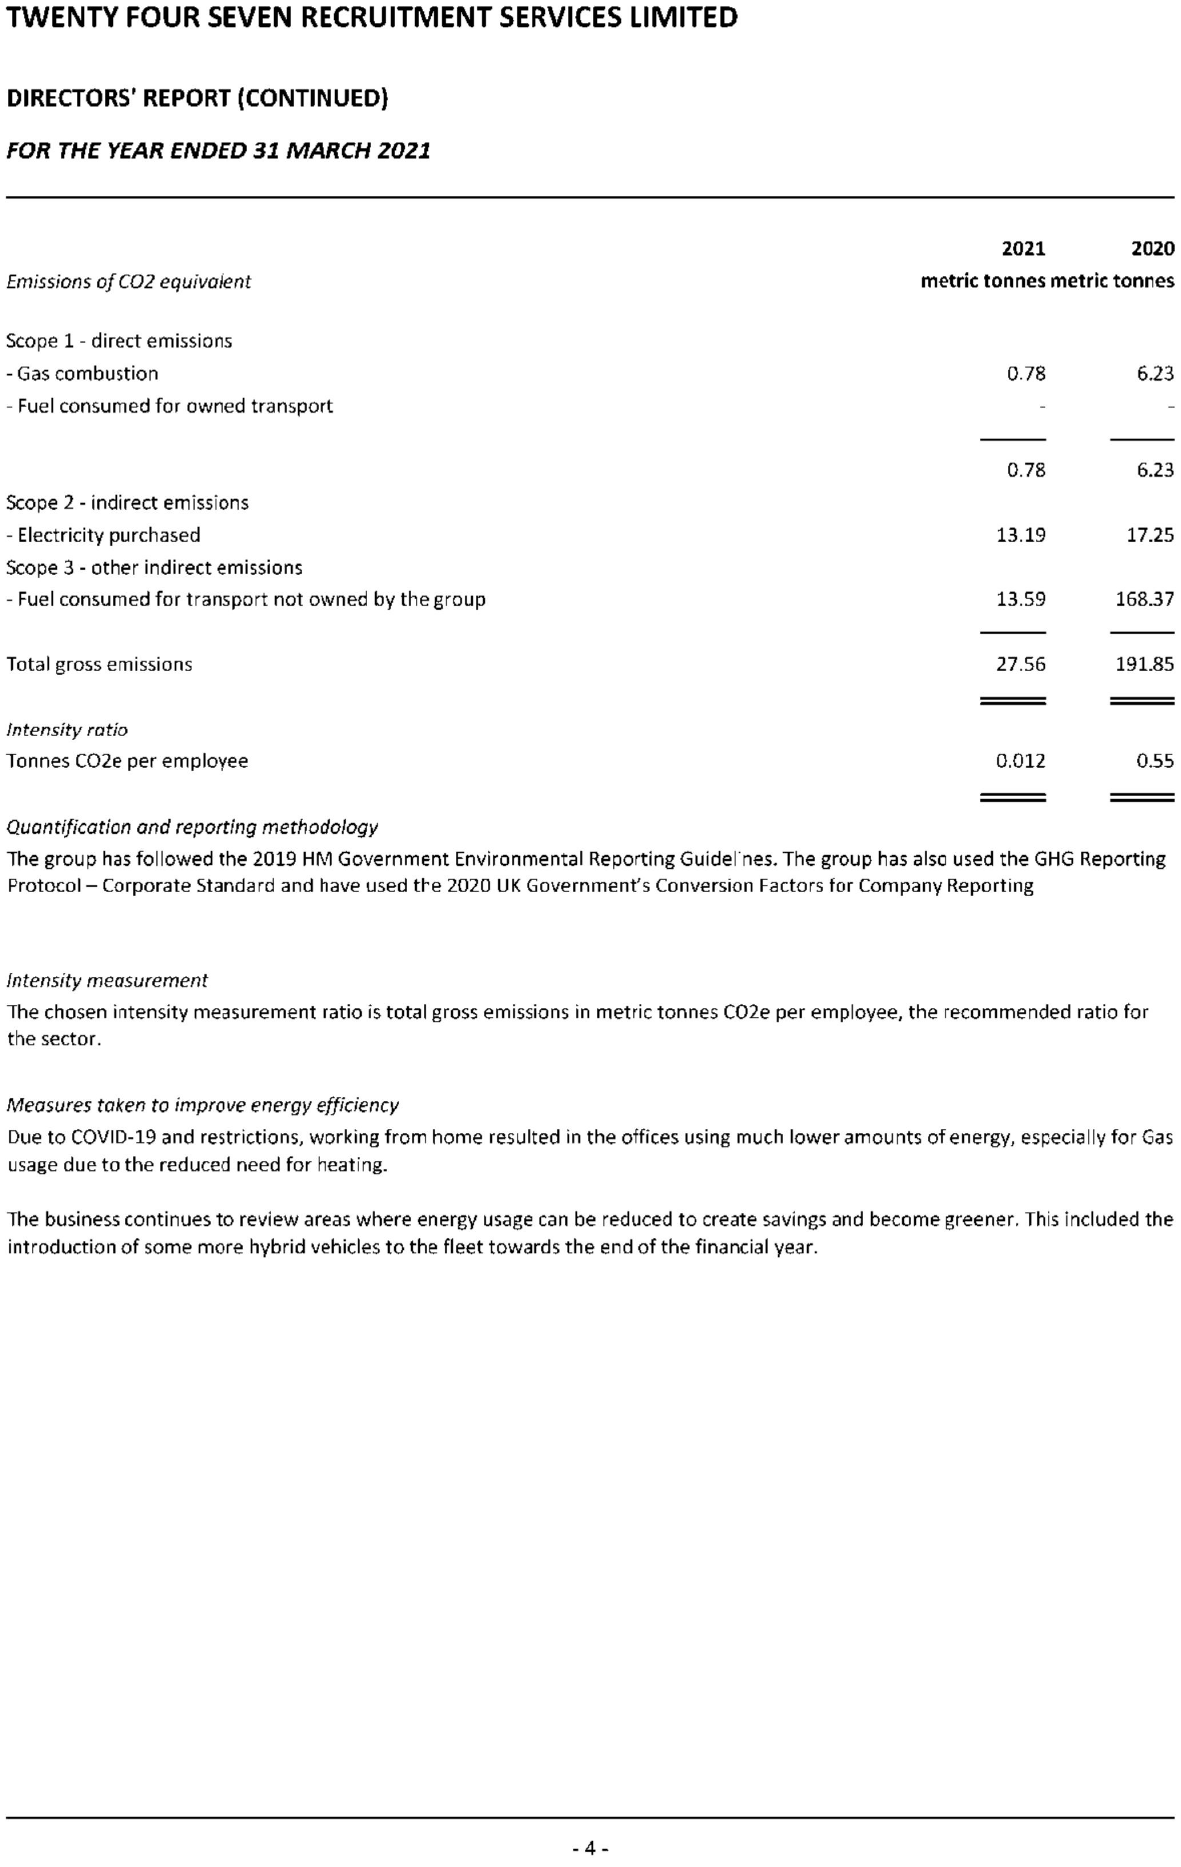 TWENTY FOUR SEVEN RECRUITMENT SERVICES LIMITED
DIRECTORS' REPORT (CONTINUED)
FOR THE YEAR ENDED 31 MARCH 2021
2021 2020
Emissions of CO2 equivalent metric tonnes metric tonnes
Scope 1 - direct emissions
- Gas combustion 0.78 6.23
- Fuel consumed for owned transport - -
0.78 6.23
Scope 2 - indirect emissions
- Electricity purchased 13.19 17.25
Scope 3 - other indirect emissions
- Fuel consumed for transport not owned by the group 13.59 168.37
Total gross emissions 27.56 191.85
Intensity ratio
Tonnes CO2e per employee 0.012 0.55
Quantification and reporting methodology
The group has followed the 2019 HM Government Environmental Reporting Guidelines. The group has also used the GHG Reporting
Protocol – Corporate Standard and have used the 2020 UK Government's Conversion Factors for Company Reporting
Intensity measurement
The chosen intensity measurement ratio is total gross emissions in metric tonnes CO2e per employee, the recommended ratio for
the sector.
Measures taken to improve energy efficiency
Due to COVID-19 and restrictions, working from home resulted in the offices using much lower amounts of energy, especially for Gas
usage due to the reduced need for heating.
The business continues to review areas where energy usage can be reduced to create savings and become greener. This included the
introduction of some more hybrid vehicles to the fleet towards the end of the financial year.
- 4 -